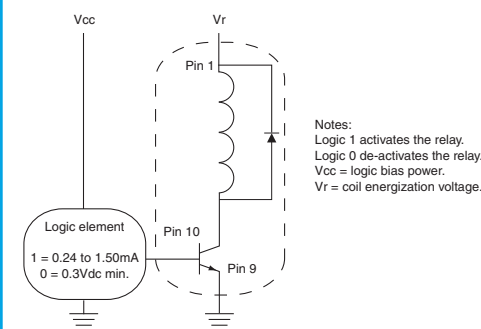 Vcc
Vr
Pin 1
Notes:
Logic 1 activates the relay.
Logic 0 de-activates the relay.
Vcc = logic bias power.
Vr = coil energization voltage.
Logic element
1 = 0.24 to 1.50mA
0 = 0.3Vdc min.
Pin 10
Pin 9